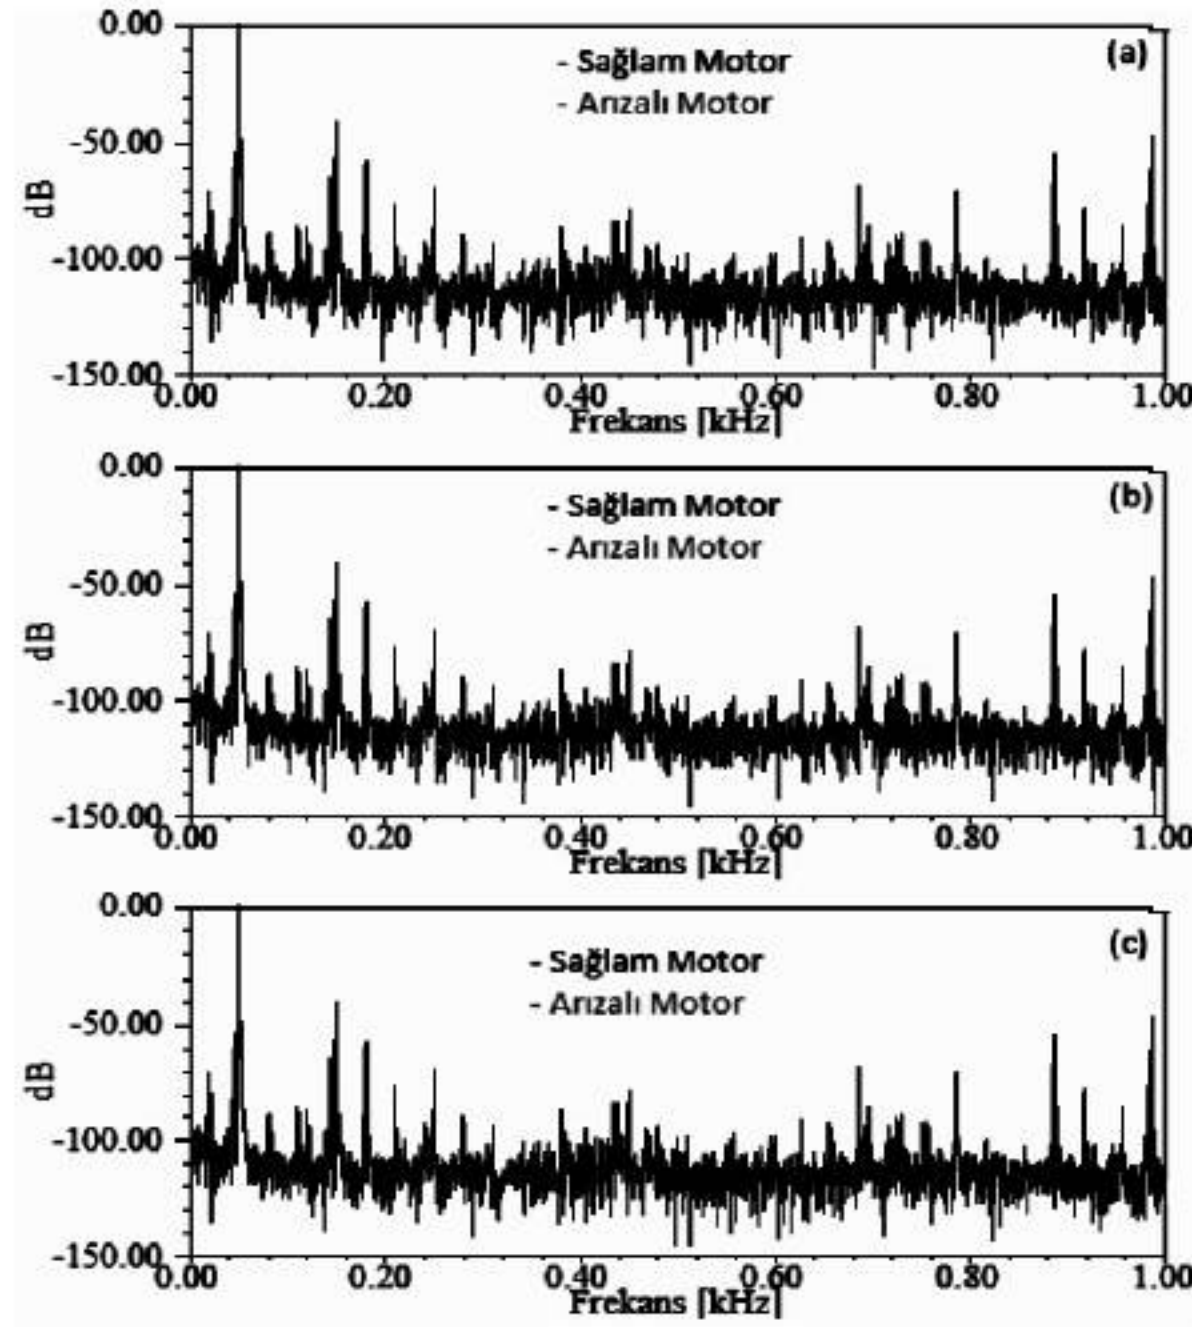 0.00
(a)
- Sağlam Motor
- Arızalı Motor
-50.00
dB
-100.00
-150.00
0.00 0.20 0.40 0.60 0.80 1.00
Frekans [kHz]
0.00
(b)
- Sağlam Motor
- Arızalı Motor
-50.00
dB
-100.00
-150.00
0.00 0.20 0.40 0.60 0.80 1.00
Frekans [kHz]
0.00
(c)
- Sağlam Motor
- Arızalı Motor
-50.00
dB
-100.00
-150.00
0.00 0.20 0.40 0.60 0.80 1.00
Frekans [kHz]